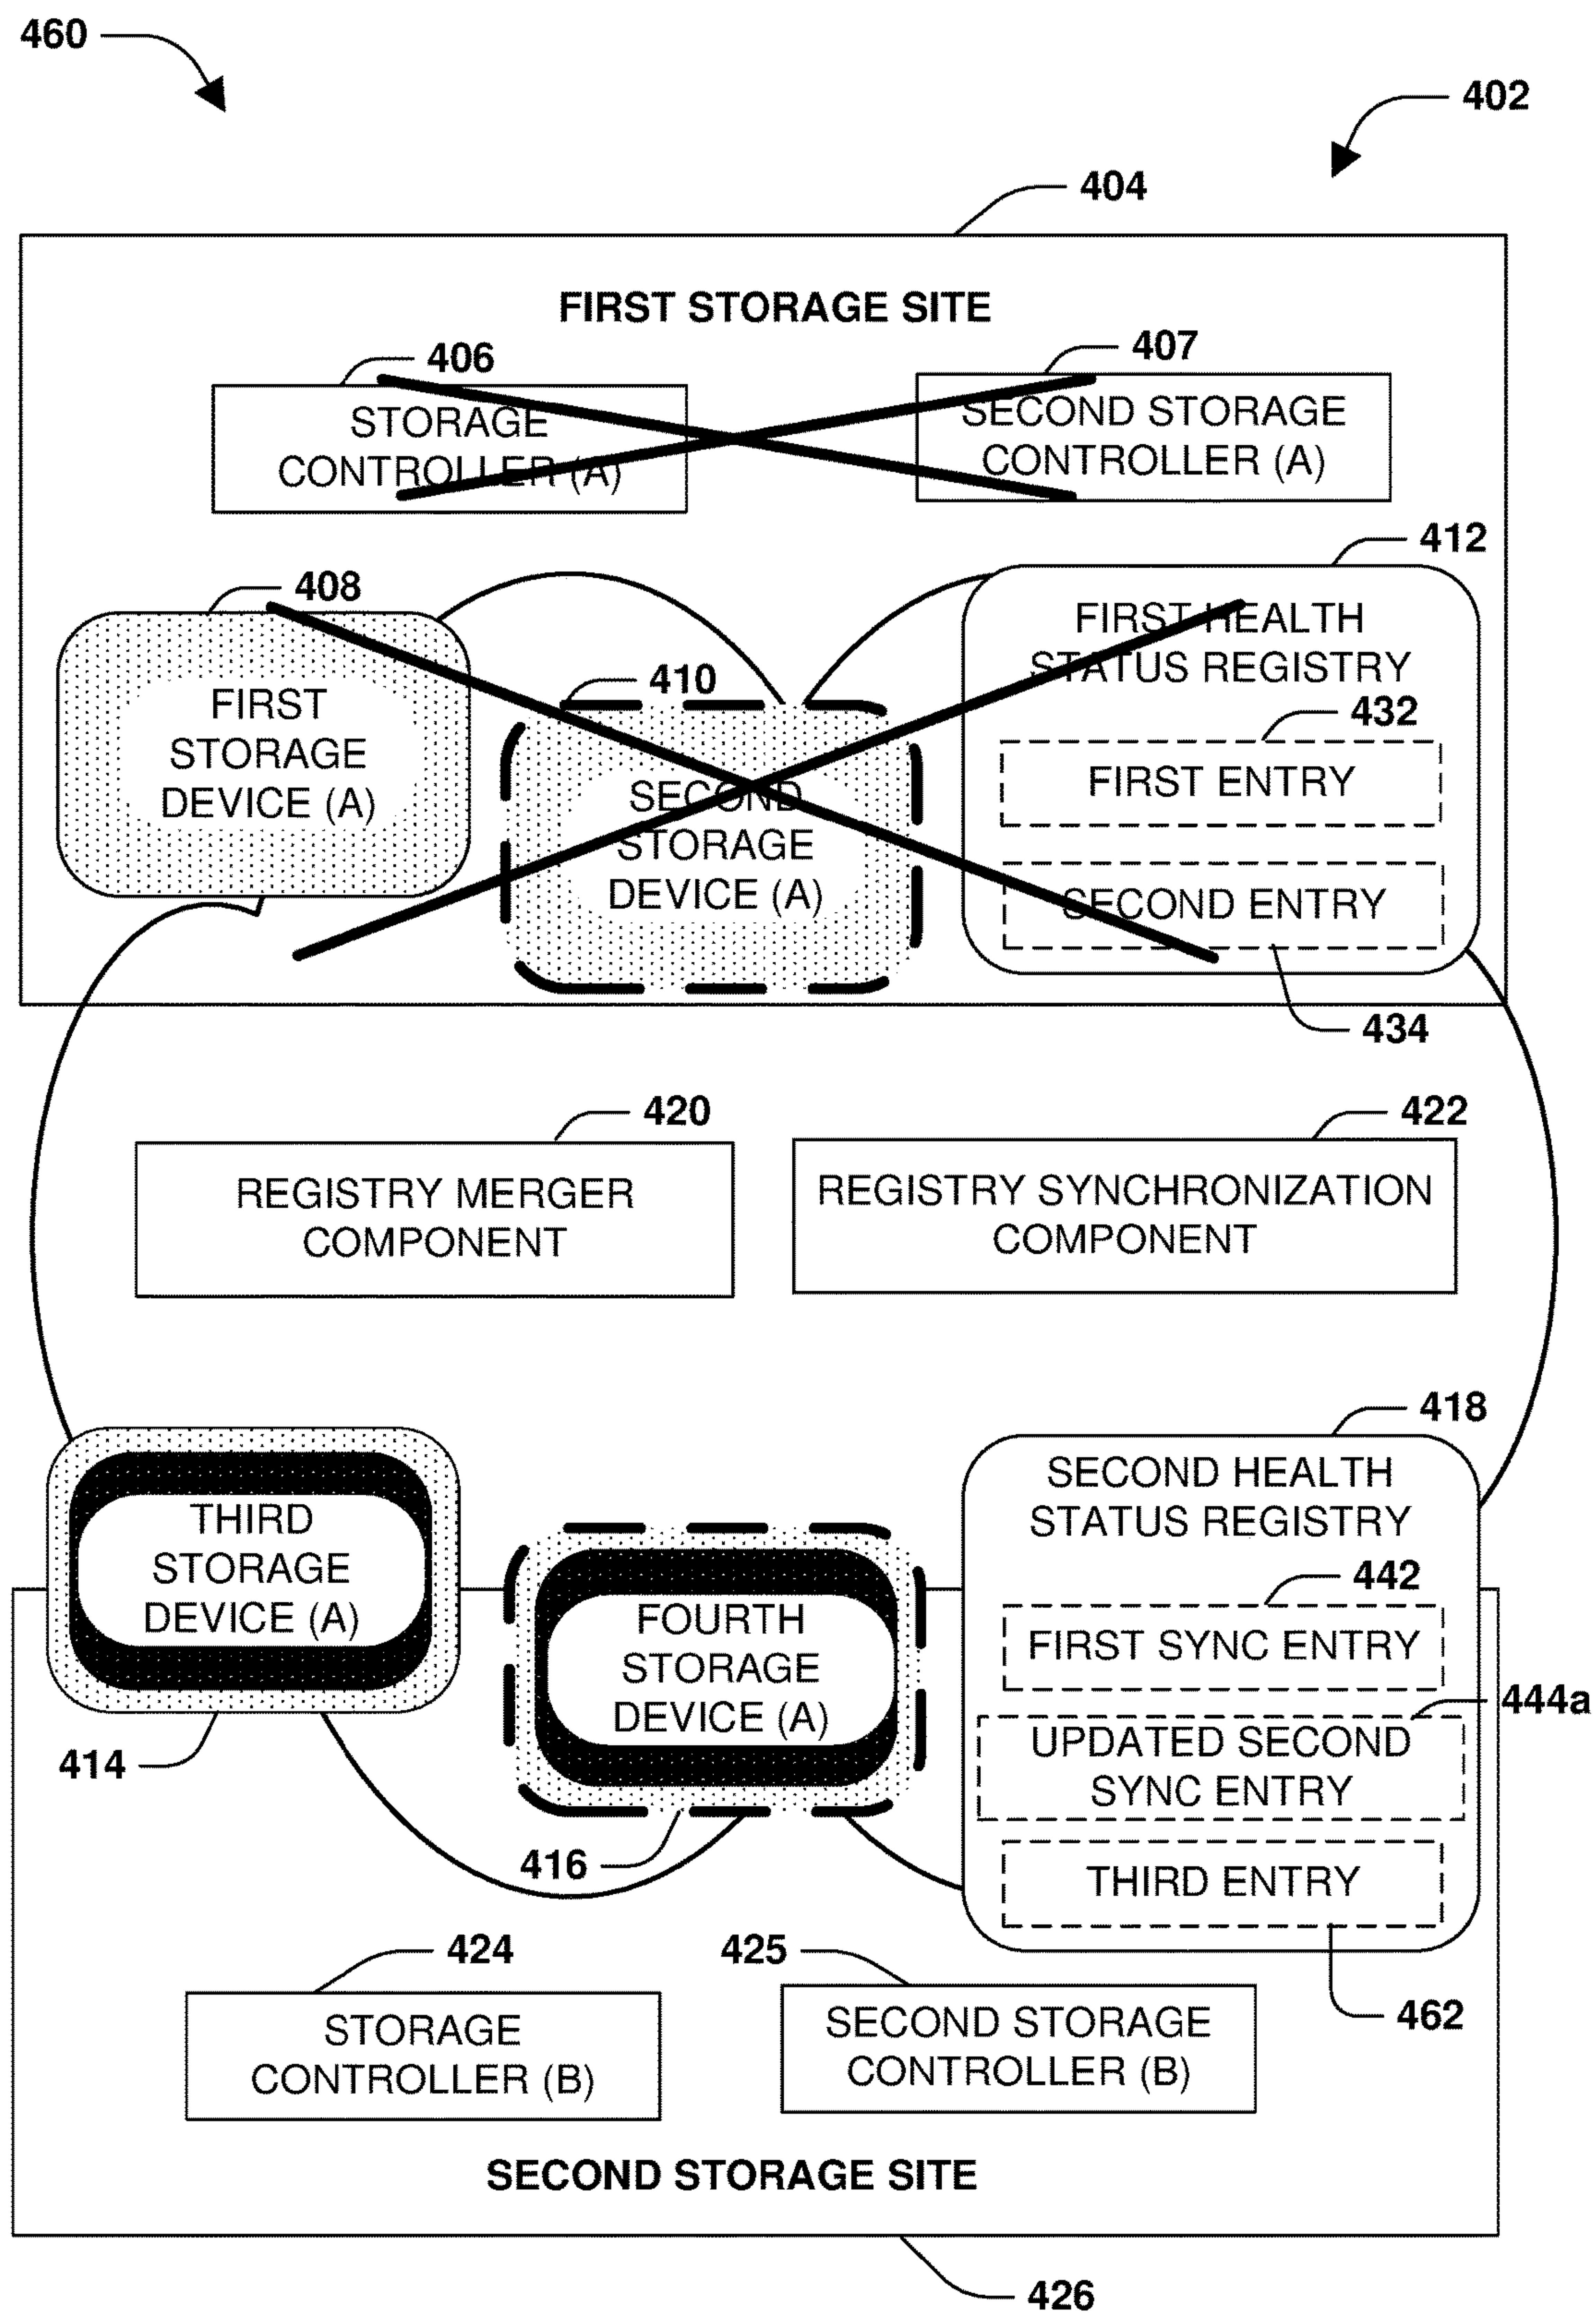 460
402
404
FIRST STORAGE SITE
406
407
STORAGE
CONTROLLER (A)
SECOND STORAGE
CONTROLLER (A)
412
408
FIRST HEALTH
STATUS REGISTRY
410
FIRST
STORAGE
DEVICE (A)
432
FIRST ENTRY
SECOND
STORAGE
DEVICE (A)
SECOND ENTRY
434
420
422
REGISTRY MERGER
COMPONENT
REGISTRY SYNCHRONIZATION
COMPONENT
418
SECOND HEALTH
STATUS REGISTRY
THIRD
STORAGE
DEVICE (A)
442
FIRST SYNC ENTRY
FOURTH
STORAGE
DEVICE (A)
444a
UPDATED SECOND
SYNC ENTRY
414
416
THIRD ENTRY
424
425
462
STORAGE
CONTROLLER (B)
SECOND STORAGE
CONTROLLER (B)
SECOND STORAGE SITE
426